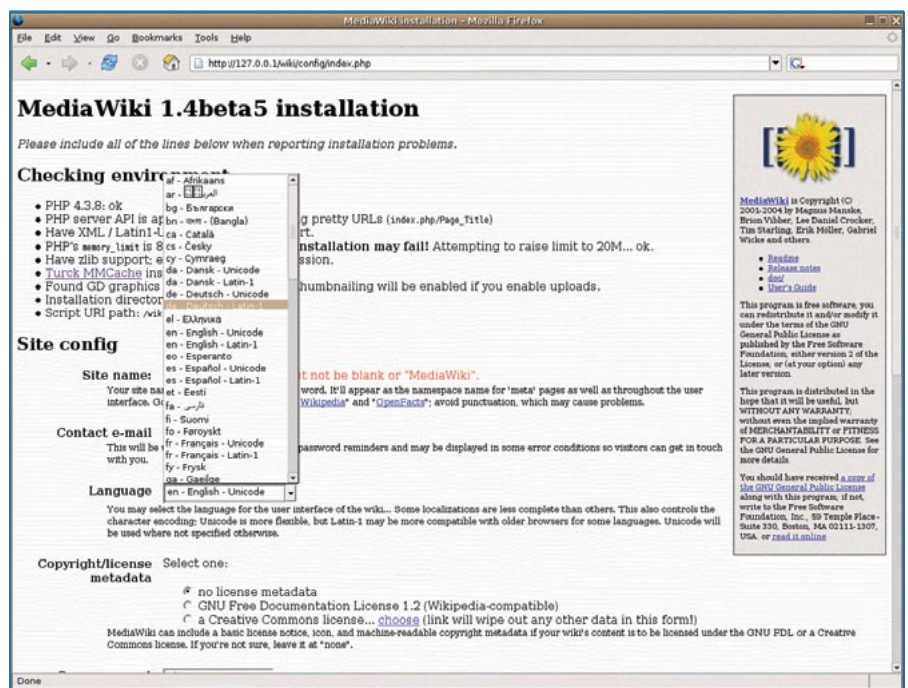 MediaWiki installation - Mozilla Firefox
File Edit View Go Bookmarks Tools Help
http://127.0.0.1/wiki/config/index.php
MediaWiki 1.4beta5 installation
Please include all of the lines below when reporting installation problems.
Checking environment
PHP 4.3.8: ok
PHP server API is ap
g pretty URLs (index.php/Page_Title)
Have XML / Latin1-U
rt.
PHP's memory_limit is 8
nstallation may fail! Attempting to raise limit to 20M... ok.
Have zlib support; e
ssion.
Turck MMCache ins
Found GD graphics
humbnailing will be enabled if you enable uploads.
Installation director
Script URI path: /wik
af - Afrikaans
ar - العربية
bg - Български
bn - বাংলা - (Bangla)
ca - Català
cs - Česky
cy - Cymraeg
da - Dansk - Unicode
da - Dansk - Latin-1
de - Deutsch - Unicode
de - Deutsch - Latin-1
el - Ελληνικά
en - English - Unicode
en - English - Latin-1
eo - Esperanto
es - Español - Unicode
es - Español - Latin-1
et - Eesti
fa - فارسی
fi - Suomi
fo - Føroyskt
fr - Français - Unicode
fr - Français - Latin-1
fy - Frysk
ga - Gaeilge
Site config
Site name:
t not be blank or "MediaWiki".
Your site na
word. It'll appear as the namespace name for 'meta' pages as well as throughout the user
interface. G
Wikipedia" and "OpenFacts"; avoid punctuation, which may cause problems.
Contact e-mail
This will be
password reminders and may be displayed in some error conditions so visitors can get in touch
with you.
Language en - English - Unicode
You may select the language for the user interface of the wiki... Some localizations are less complete than others. This also controls the
character encoding; Unicode is more flexible, but Latin-1 may be more compatible with older browsers for some languages. Unicode will
be used where not specified otherwise.
Copyright/license
metadata
Select one:
no license metadata
GNU Free Documentation License 1.2 (Wikipedia-compatible)
a Creative Commons license... choose (link will wipe out any other data in this form!)
MediaWiki can include a basic license notice, icon, and machine-readable copyright metadata if your wiki's content is to be licensed under the GNU FDL or a Creative
Commons license. If you're not sure, leave it at "none".
MediaWiki is Copyright (C)
2001-2004 by Magnus Manske,
Brion Vibber, Lee Daniel Crocker,
Tim Starling, Erik Möller, Gabriel
Wicke and others.
Readme
Release notes
doc/
User's Guide
This program is free software; you
can redistribute it and/or modify it
under the terms of the GNU
General Public License as
published by the Free Software
Foundation; either version 2 of the
License, or (at your option) any
later version.
This program is distributed in the
hope that it will be useful, but
WITHOUT ANY WARRANTY;
without even the implied warranty
of MERCHANTABILITY or FITNESS
FOR A PARTICULAR PURPOSE. See
the GNU General Public License for
more details.
You should have received a copy of
the GNU General Public License
along with this program; if not,
write to the Free Software
Foundation, Inc., 59 Temple Place -
Suite 330, Boston, MA 02111-1307,
USA. or read it online
Done